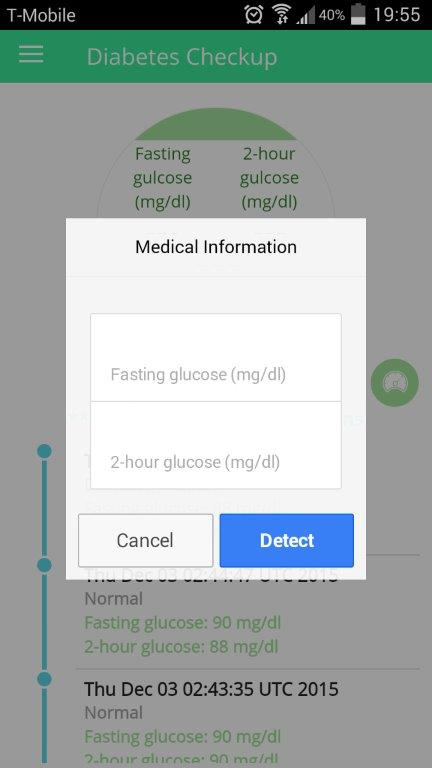 T-Mobile 40% 19:55
Diabetes Checkup
Fasting 2-hour
gulcose gulcose
(mg/dl) (mg/dl)
Medical Information
Fasting glucose (mg/dl)
2-hour glucose (mg/dl)
Cancel Detect
Thu Dec 03 02:44:47 UTC 2015
Normal
Fasting glucose: 90 mg/dl
2-hour glucose: 88 mg/dl
Thu Dec 03 02:43:35 UTC 2015
Normal
Fasting glucose: 90 mg/dl
2-hour glucose: 90 mg/dl